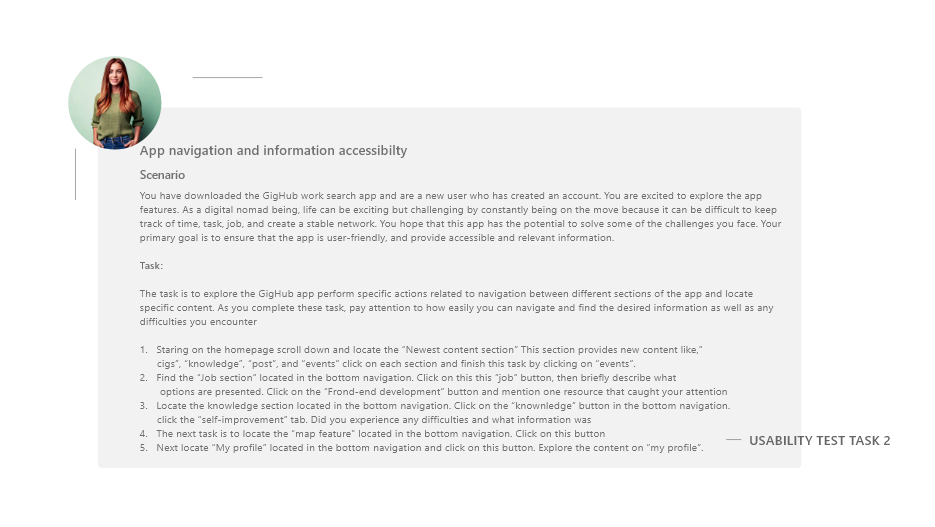 App navigation and information accessibilty
Scenario
You have downloaded the GigHub work search app and are a new user who has created an account. You are excited to explore the app
features. As a digital nomad being, life can be exciting but challenging by constantly being on the move because it can be difficult to keep
track of time, task, job, and create a stable network. You hope that this app has the potential to solve some of the challenges you face. Your
primary goal is to ensure that the app is user-friendly, and provide accessible and relevant information.
Task:
The task is to explore the GigHub app perform specific actions related to navigation between different sections of the app and locate
specific content. As you complete these task, pay attention to how easily you can navigate and find the desired information as well as any
difficulties you encounter
1. Staring on the homepage scroll down and locate the “Newest content section” This section provides new content like,”
cigs”, “knowledge”, “post”, and “events” click on each section and finish this task by clicking on “events”.
2. Find the “Job section” located in the bottom navigation. Click on this this “job” button, then briefly describe what
options are presented. Click on the “Frond-end development” button and mention one resource that caught your attention
3. Locate the knowledge section located in the bottom navigation. Click on the “knownledge” button in the bottom navigation.
click the “self-improvement” tab. Did you experience any difficulties and what information was
4. The next task is to locate the “map feature” located in the bottom navigation. Click on this button
5. Next locate “My profile” located in the bottom navigation and click on this button. Explore the content on “my profile”.
USABILITY TEST TASK 2